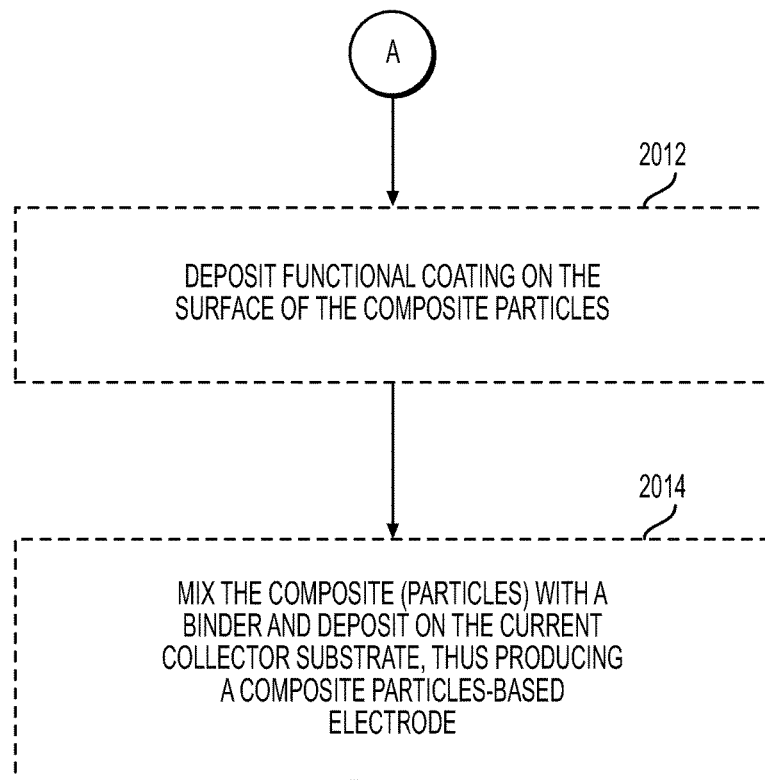 A
2012
DEPOSIT FUNCTIONAL COATING ON THE
SURFACE OF THE COMPOSITE PARTICLES
2014
MIX THE COMPOSITE (PARTICLES) WITH A
BINDER AND DEPOSIT ON THE CURRENT
COLLECTOR SUBSTRATE, THUS PRODUCING
A COMPOSITE PARTICLES-BASED
ELECTRODE